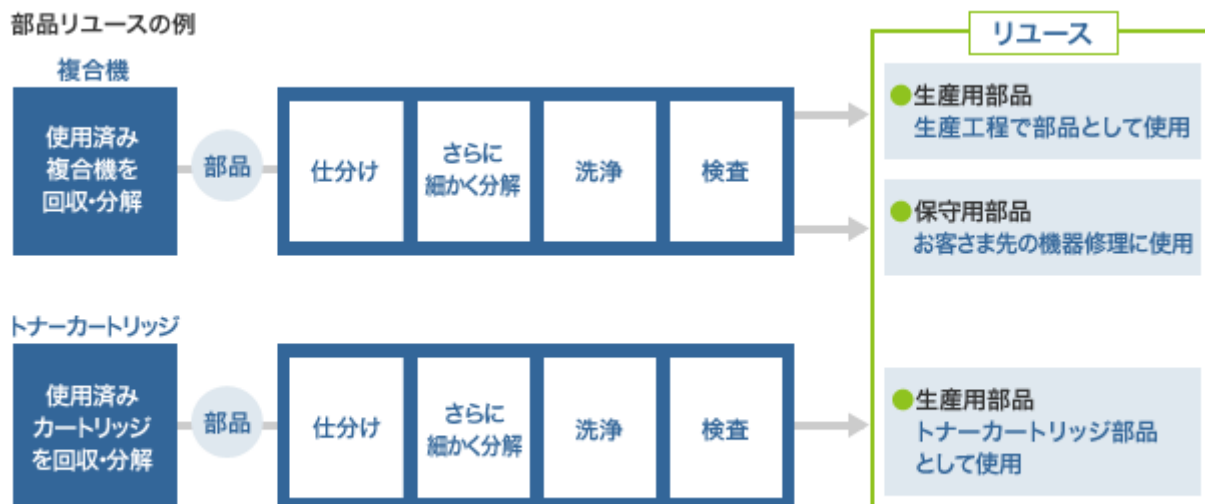 部品リユースの例
リユース
複合機
使用済み
複合機を
回収・分解
部品
仕分け
さらに
細かく分解
洗浄
検査
●生産用部品
生産工程で部品として使用
●保守用部品
お客さま先の機器修理に使用
トナーカートリッジ
使用済み
カートリッジ
を回収・分解
部品
仕分け
さらに
細かく分解
洗浄
検査
●生産用部品
トナーカートリッジ部品
として使用